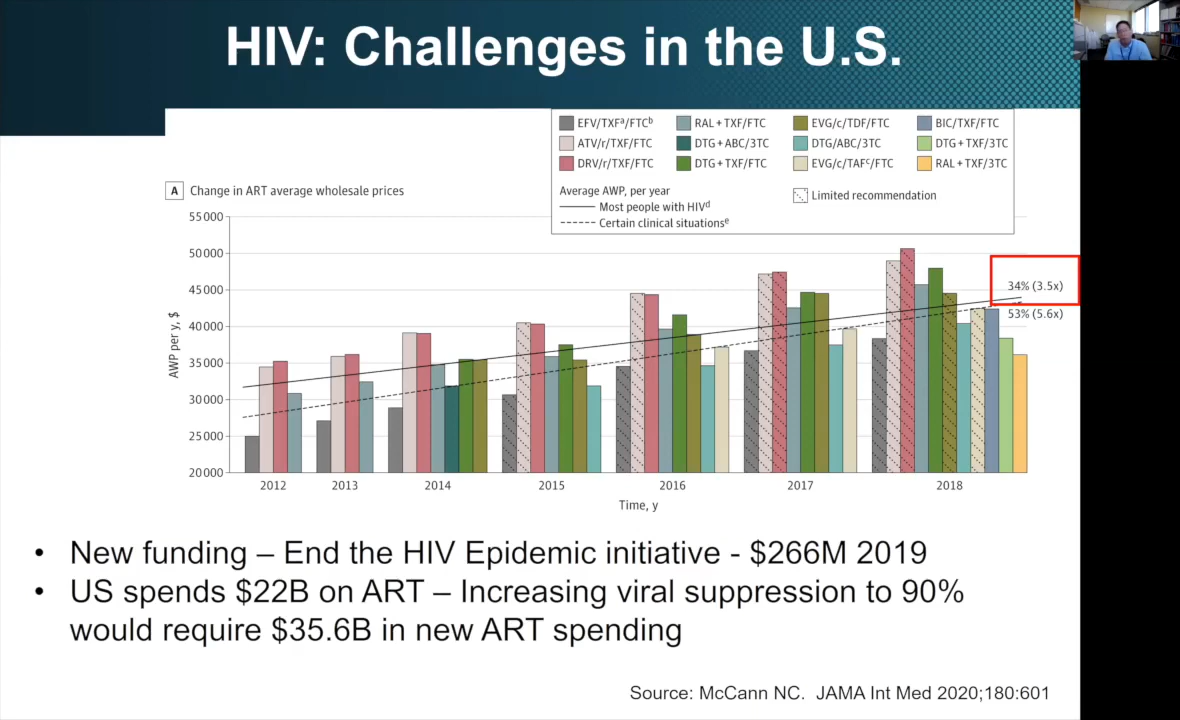 HIV: Challenges in the U.S.
EFV/TXFᵃ/FTCᵇ
RAL + TXF/FTC
EVG/c/TDF/FTC
BIC/TXF/FTC
ATV/r/TXF/FTC
DTG + ABC/3TC
DTG/ABC/3TC
DTG + TXF/3TC
DRV/r/TXF/FTC
DTG + TXF/FTC
EVG/c/TAFᶜ/FTC
RAL + TXF/3TC
Average AWP, per year
Most people with HIVᵈ
Certain clinical situationsᵉ
Limited recommendation
A Change in ART average wholesale prices
55 000
50 000
45 000
40 000
35 000
30 000
25 000
20 000
AWP per y, $
34% (3.5x)
53% (5.6x)
2012 2013 2014 2015 2016 2017 2018
Time, y
• New funding – End the HIV Epidemic initiative - $266M 2019
• US spends $22B on ART – Increasing viral suppression to 90%
would require $35.6B in new ART spending
Source: McCann NC. JAMA Int Med 2020;180:601